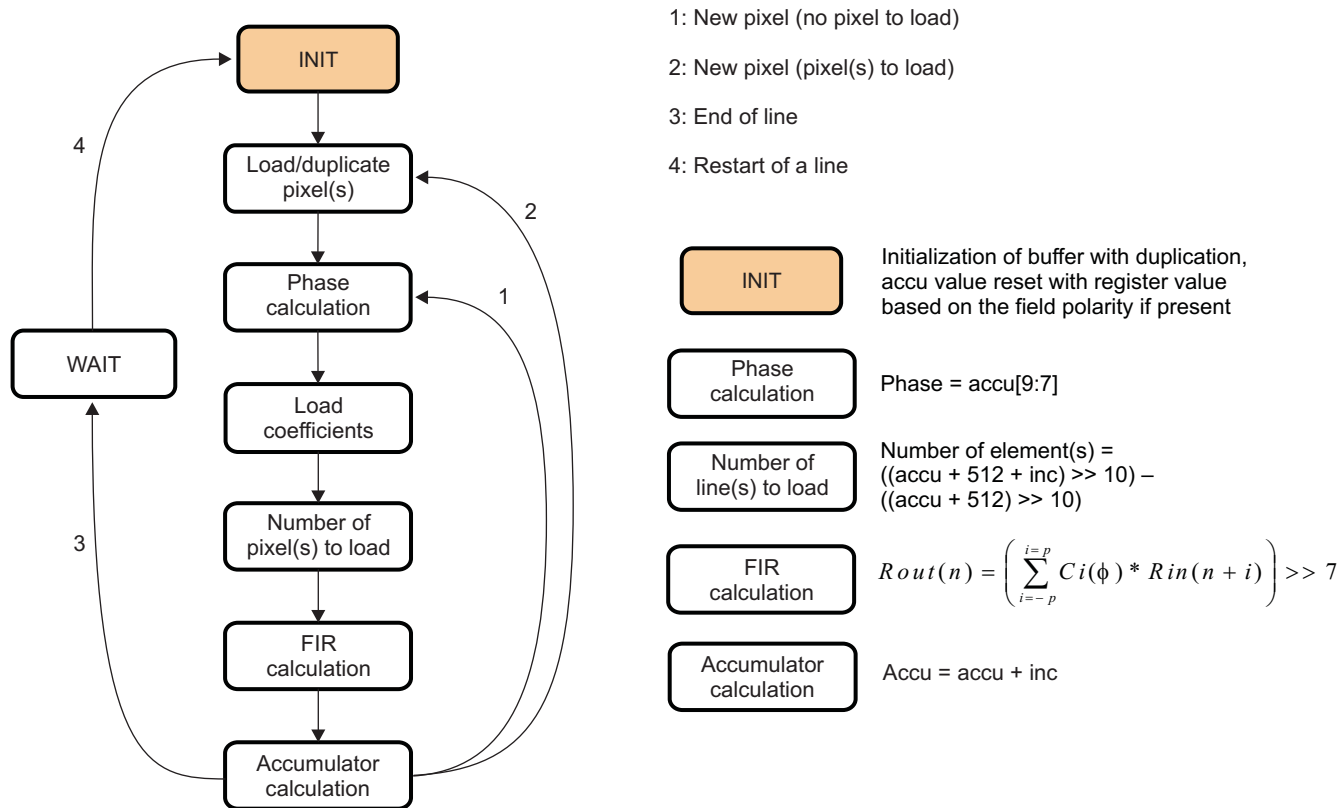 INIT
4
Load/duplicate
pixel(s)
2
Phase
calculation
1
WAIT
Load
coefficients
Number of
pixel(s) to load
3
FIR
calculation
Accumulator
calculation
1: New pixel (no pixel to load)
2: New pixel (pixel(s) to load)
3: End of line
4: Restart of a line
INIT
Initialization of buffer with duplication,
accu value reset with register value
based on the field polarity if present
Phase
calculation
Phase = accu[9:7]
Number of
line(s) to load
Number of element(s) =
((accu + 512 + inc) >> 10) –
((accu + 512) >> 10)
FIR
calculation
Rout(n) = ( i=p ∑ i=–p Ci(ϕ) * Rin(n + i) ) >> 7
Accumulator
calculation
Accu = accu + inc